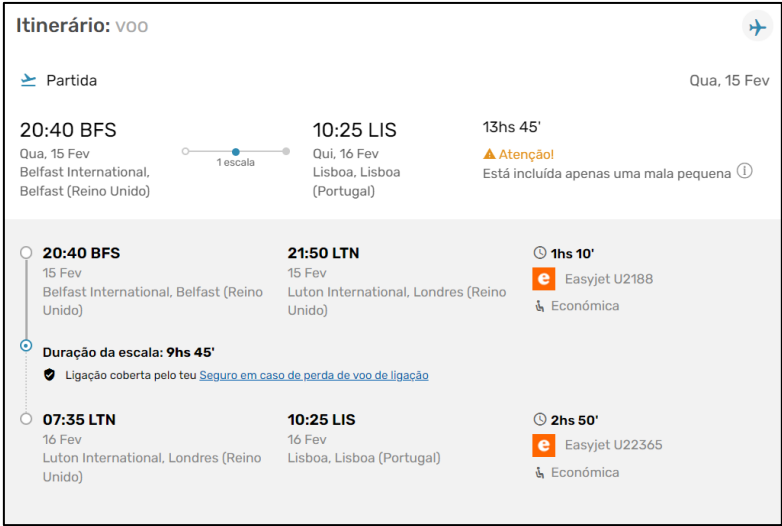 Itinerário: voo
Partida
Qua, 15 Fev
20:40 BFS
Qua, 15 Fev
Belfast International,
Belfast (Reino Unido)
1 escala
10:25 LIS
Qui, 16 Fev
Lisboa, Lisboa
(Portugal)
13hs 45'
Atenção!
Está incluída apenas uma mala pequena
20:40 BFS
15 Fev
Belfast International, Belfast (Reino
Unido)
21:50 LTN
15 Fev
Luton International, Londres (Reino
Unido)
1hs 10'
e Easyjet U2188
Económica
Duração da escala: 9hs 45'
Ligação coberta pelo teu Seguro em caso de perda de voo de ligação
07:35 LTN
16 Fev
Luton International, Londres (Reino
Unido)
10:25 LIS
16 Fev
Lisboa, Lisboa (Portugal)
2hs 50'
e Easyjet U22365
Económica